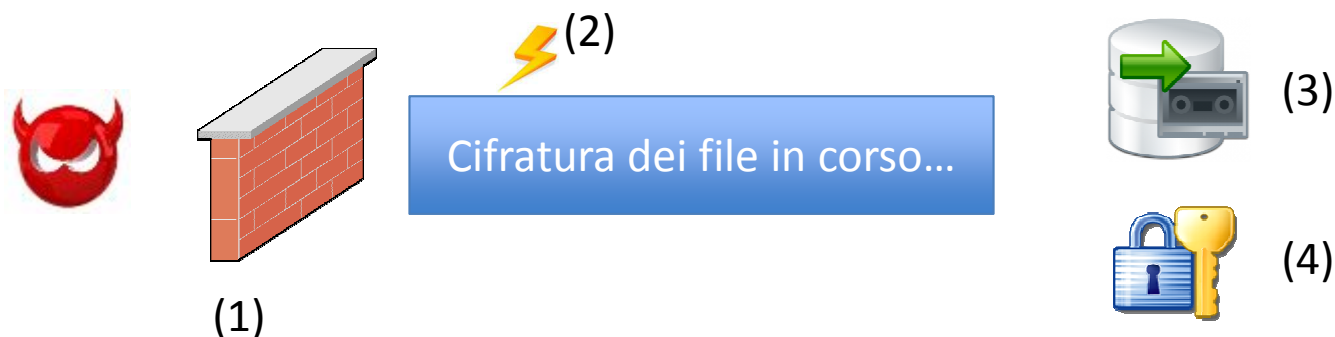 (2)
(3)
Cifratura dei file in corso…
(4)
(1)